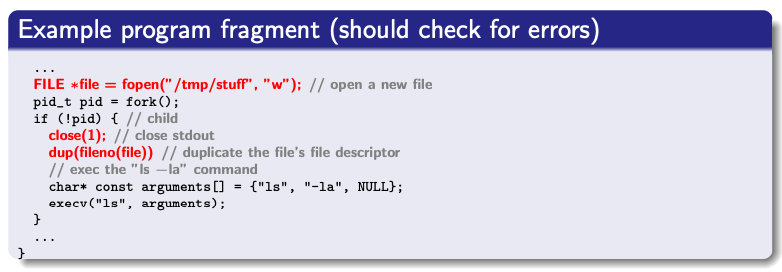 Example program fragment (should check for errors)
...
FILE *file = fopen("/tmp/stuff", "w"); // open a new file
pid_t pid = fork();
if (!pid) { // child
close(1); // close stdout
dup(fileno(file)) // duplicate the file's file descriptor
// exec the "ls −la" command
char* const arguments[] = {"ls", "-la", NULL};
execv("ls", arguments);
}
...
}